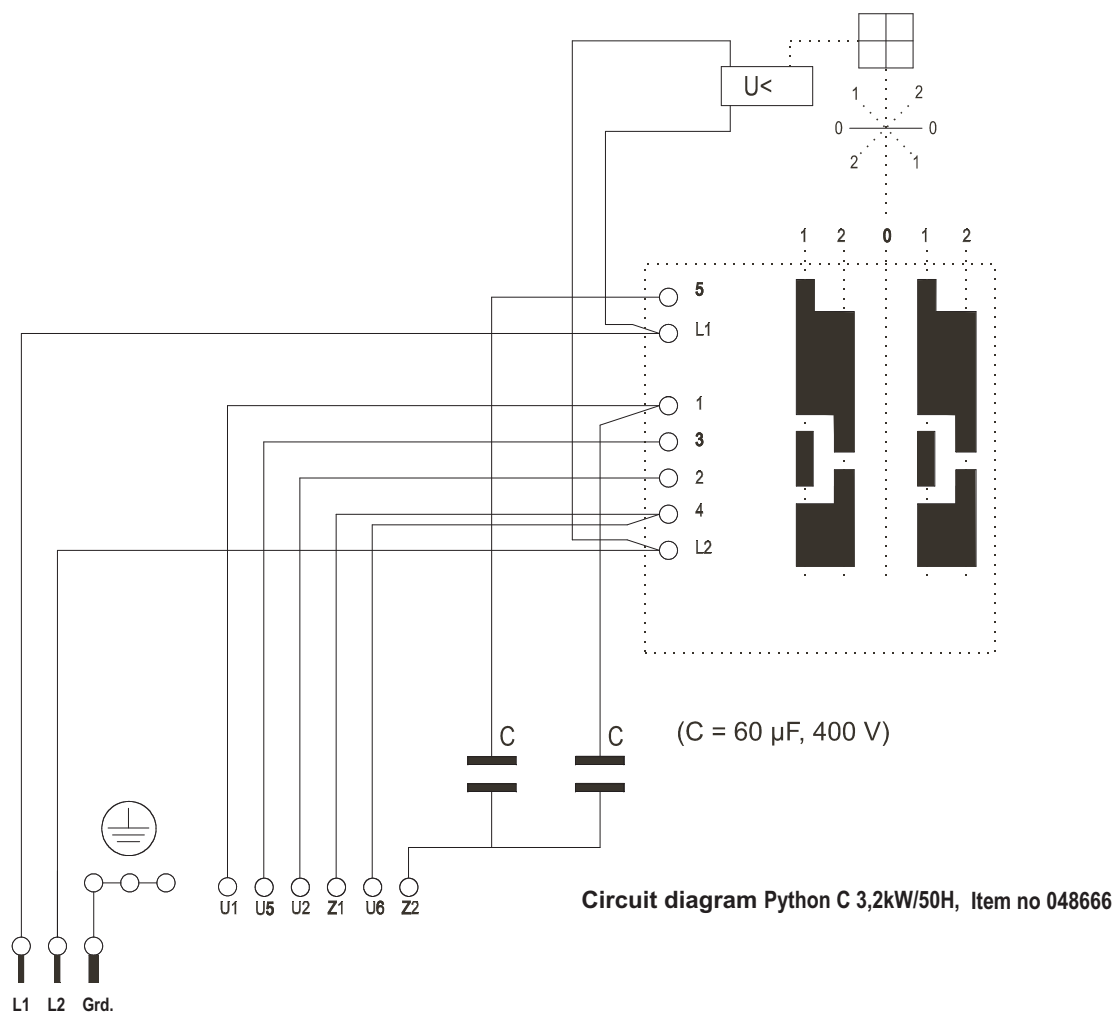 U<
1 2
0 0
2 1
1 2 0 1 2
5
L1
1
3
2
4
L2
C C (C = 60 µF, 400 V)
U1 U5 U2 Z1 U6 Z2
Circuit diagram Python C 3,2kW/50H, Item no 048666
L1 L2 Grd.